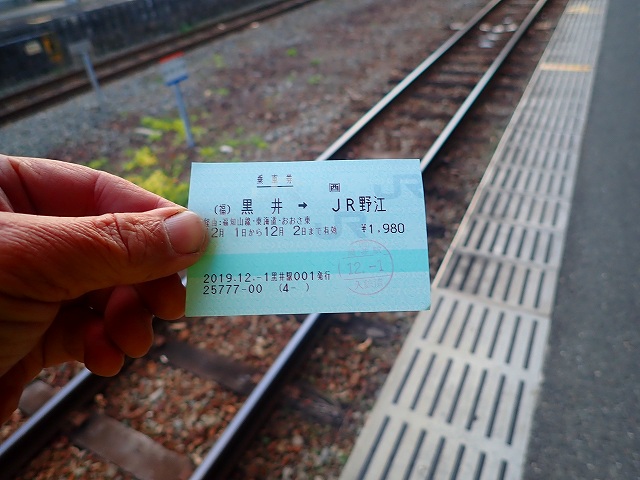 乗車券
西
(福) 黒井 → JR野江
経由:福知山線・東海道・おおさ東
2月 1日から12月 2日まで有効 ¥1,980
12.-1
2019.12.-1黒井駅001発行
25777-00 (4- )